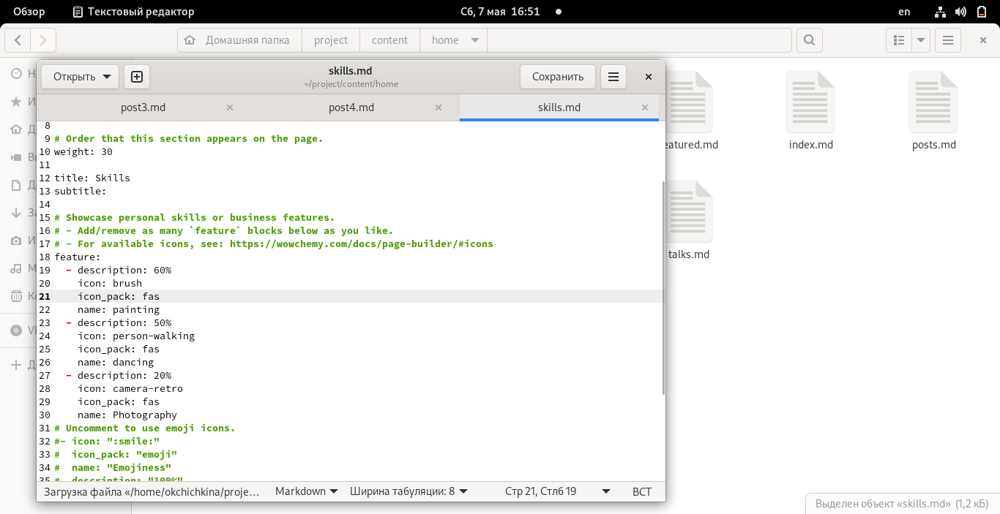 Обзор
Текстовый редактор
Сб, 7 мая 16:51
en
Домашняя папка
project
content
home
Открыть
skills.md
~/project/content/home
Сохранить
post3.md
post4.md
skills.md
8
9 # Order that this section appears on the page.
10 weight: 30
11
12 title: Skills
13 subtitle:
14
15 # Showcase personal skills or business features.
16 # - Add/remove as many `feature` blocks below as you like.
17 # - For available icons, see: https://wowchemy.com/docs/page-builder/#icons
18 feature:
19   - description: 60%
20     icon: brush
21     icon_pack: fas
22     name: painting
23   - description: 50%
24     icon: person-walking
25     icon_pack: fas
26     name: dancing
27   - description: 20%
28     icon: camera-retro
29     icon_pack: fas
30     name: Photography
31 # Uncomment to use emoji icons.
32 #- icon: ":smile:"
33 #  icon_pack: "emoji"
34 #  name: "Emojiness"
35 #  description: "100%"
Загрузка файла «/home/okchichkina/proje…
Markdown
Ширина табуляции: 8
Стр 21, Стлб 19
ВСТ
eatured.md
index.md
posts.md
talks.md
Выделен объект «skills.md» (1,2 кБ)